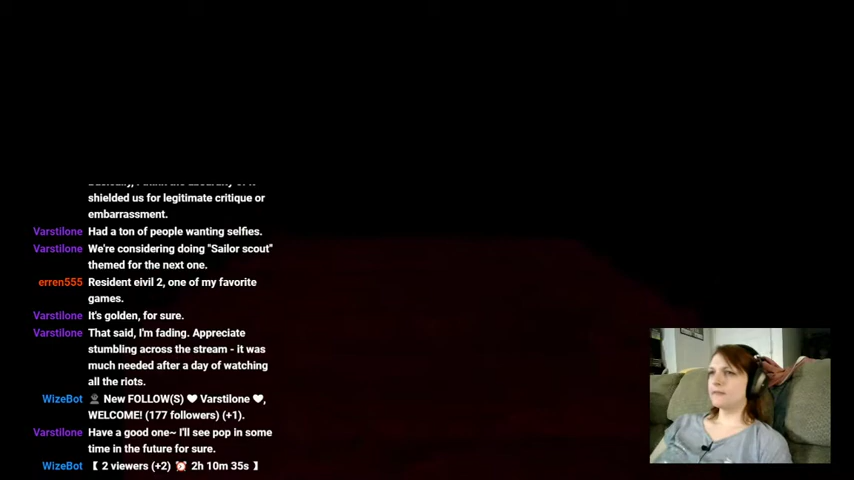 shielded us for legitimate critique or
embarrassment.
Varstilone Had a ton of people wanting selfies.
Varstilone We're considering doing "Sailor scout"
themed for the next one.
erren555 Resident eivil 2, one of my favorite
games.
Varstilone It's golden, for sure.
Varstilone That said, I'm fading. Appreciate
stumbling across the stream - it was
much needed after a day of watching
all the riots.
WizeBot New FOLLOW(S) ♥ Varstilone ♥,
WELCOME! (177 followers) (+1).
Varstilone Have a good one~ I'll see pop in some
time in the future for sure.
WizeBot 【 2 viewers (+2) ⏰ 2h 10m 35s 】